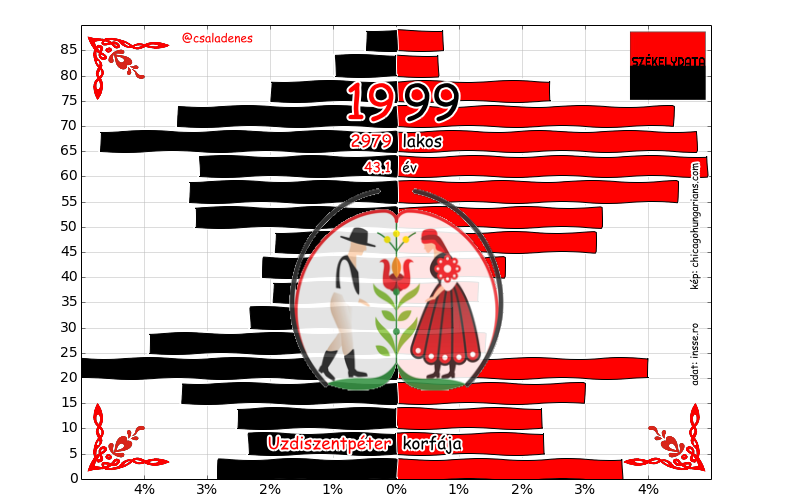 @csaladenes
SZÉKELYDATA
1999
2979 lakos
43.1 év
kép: chicagohungarians.com
adat: insse.ro
Uzdiszentpéter korfája
85
80
75
70
65
60
55
50
45
40
35
30
25
20
15
10
5
0
4% 3% 2% 1% 0% 1% 2% 3% 4%